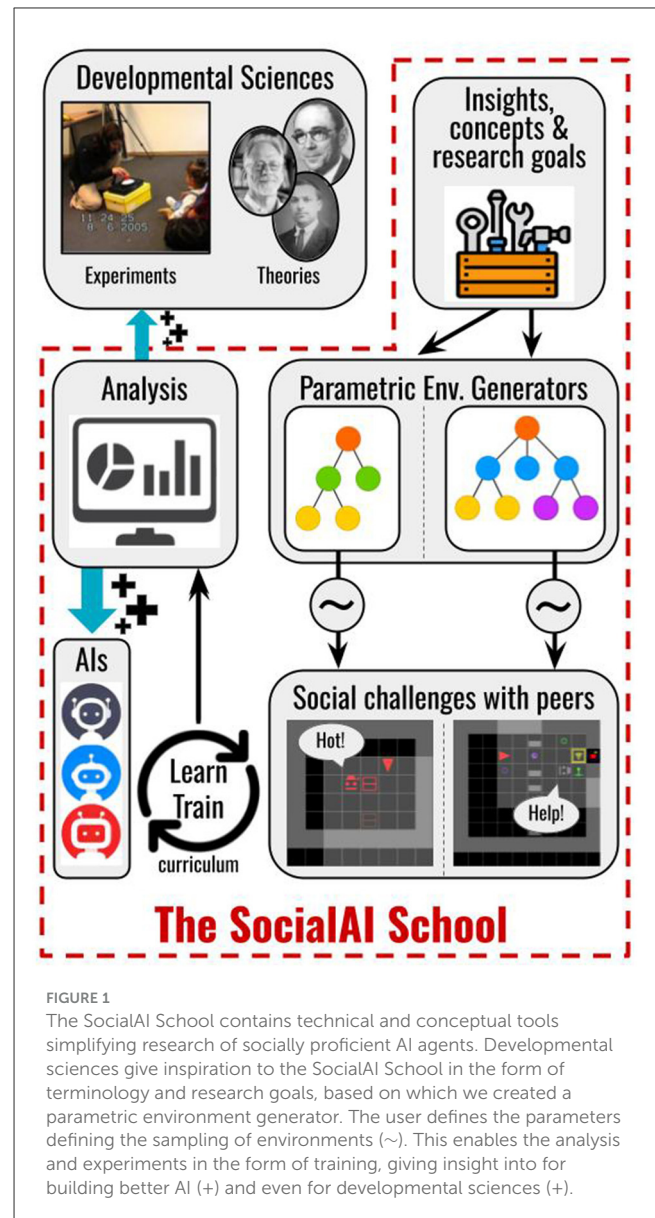 Developmental Sciences
11 24 25
8 6 2005
Experiments
Theories
Insights,
concepts &
research goals
Analysis
Parametric Env. Generators
~
~
AIs
Learn
Train
curriculum
Social challenges with peers
Hot!
Help!
The SocialAI School
FIGURE 1
The SocialAI School contains technical and conceptual tools
simplifying research of socially proficient AI agents. Developmental
sciences give inspiration to the SocialAI School in the form of
terminology and research goals, based on which we created a
parametric environment generator. The user defines the parameters
defining the sampling of environments (~). This enables the analysis
and experiments in the form of training, giving insight into for
building better AI (+) and even for developmental sciences (+).